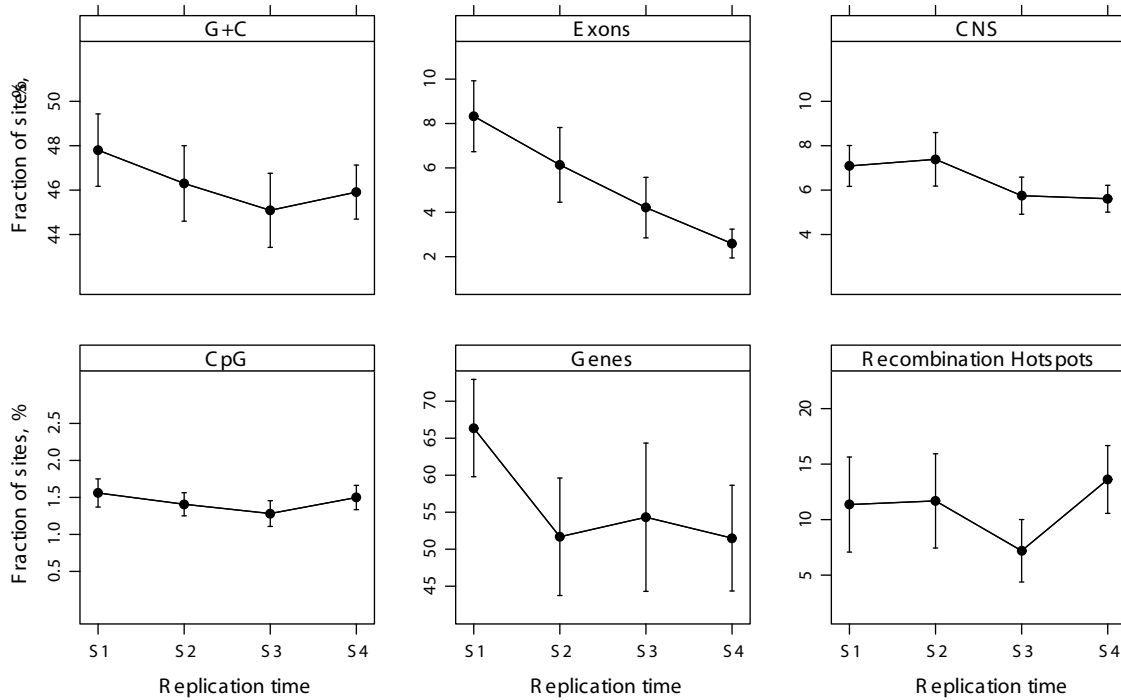 G+C
Exons
CNS
Fraction of sites, %
50
48
46
44
10
8
6
4
2
10
8
6
4
CpG
Genes
Recombination Hotspots
Fraction of sites, %
2.5
2.0
1.5
1.0
0.5
70
65
60
55
50
45
20
15
10
5
S1 S2 S3 S4
S1 S2 S3 S4
S1 S2 S3 S4
Replication time
Replication time
Replication time